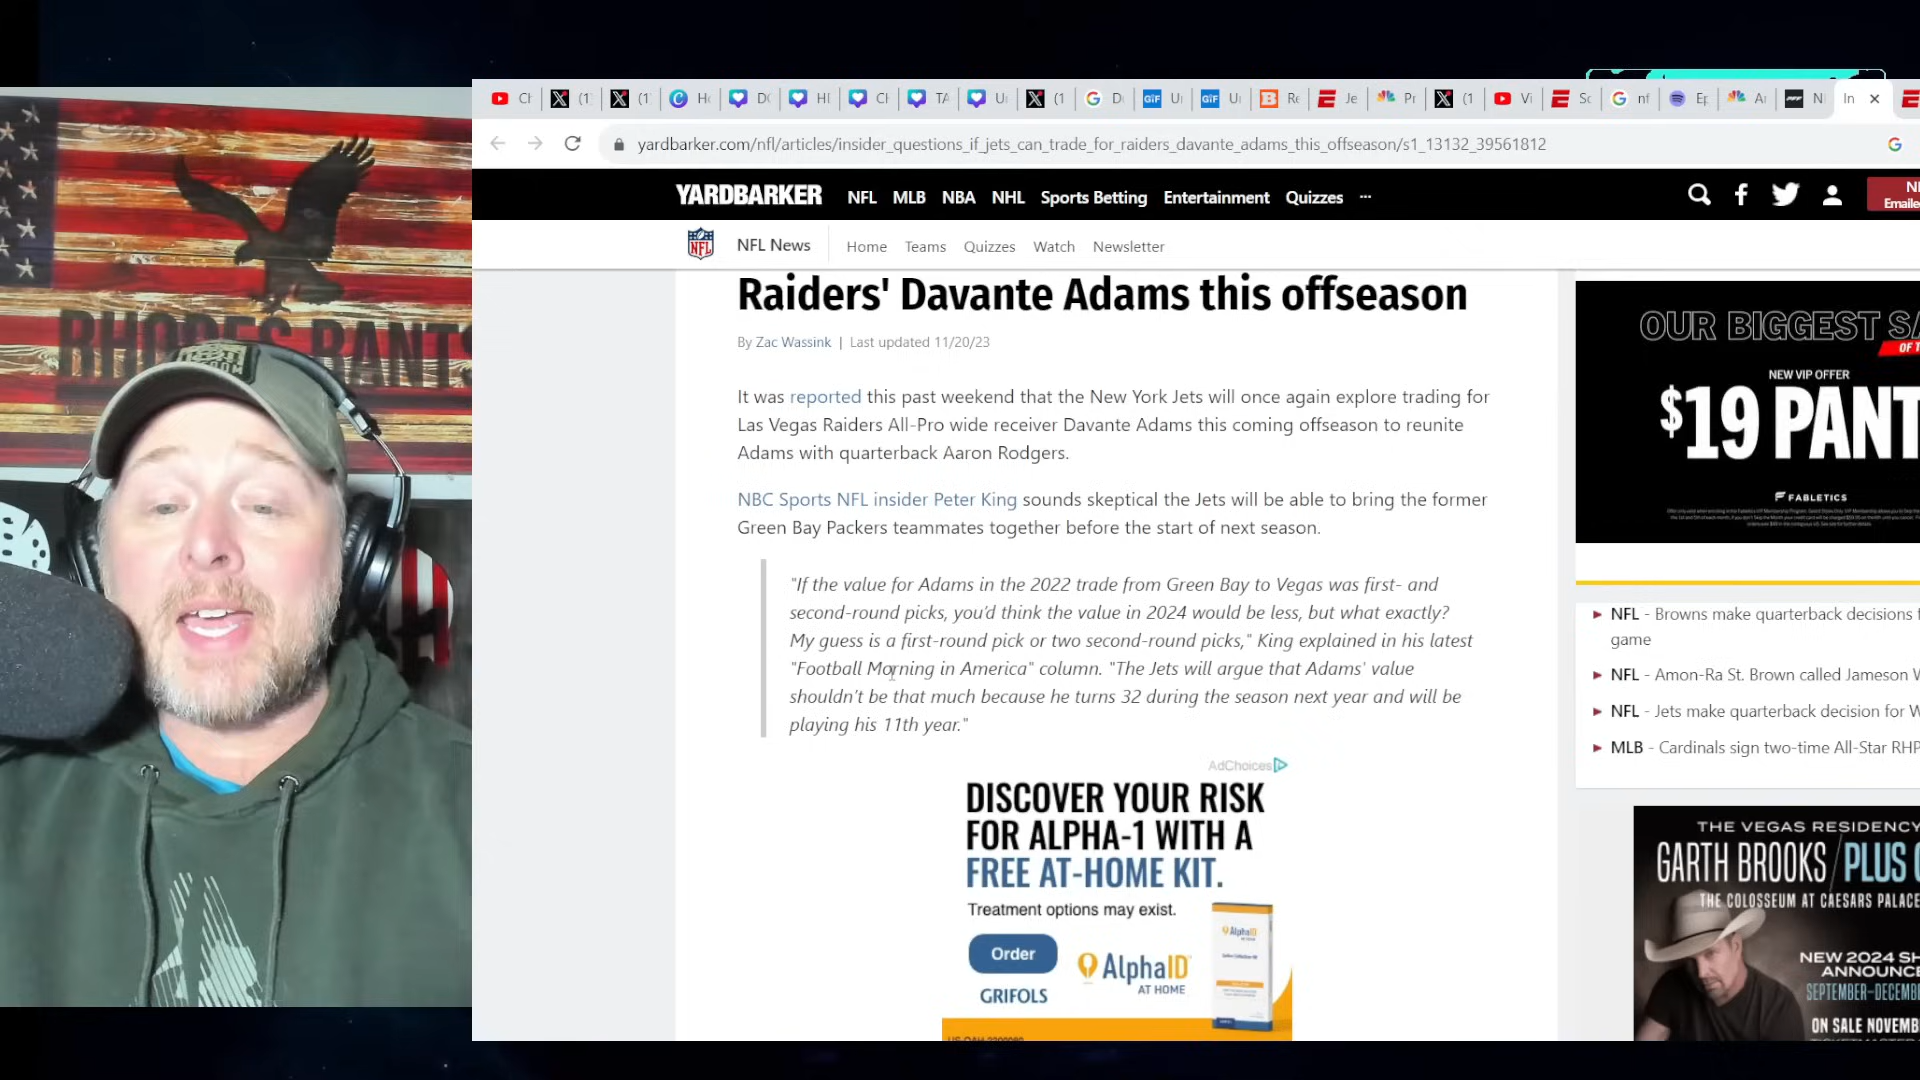 yardbarker.com/nfl/articles/insider_questions_if_jets_can_trade_for_raiders_davante_adams_this_offseason/s1_13132_39561812
YARDBARKER NFL MLB NBA NHL Sports Betting Entertainment Quizzes ...
NFL News Home Teams Quizzes Watch Newsletter
RHODES RANTS
Raiders' Davante Adams this offseason
By Zac Wassink | Last updated 11/20/23
It was reported this past weekend that the New York Jets will once again explore trading for
Las Vegas Raiders All-Pro wide receiver Davante Adams this coming offseason to reunite
Adams with quarterback Aaron Rodgers.
NBC Sports NFL insider Peter King sounds skeptical the Jets will be able to bring the former
Green Bay Packers teammates together before the start of next season.
"If the value for Adams in the 2022 trade from Green Bay to Vegas was first- and
second-round picks, you'd think the value in 2024 would be less, but what exactly?
My guess is a first-round pick or two second-round picks," King explained in his latest
"Football Morning in America" column. "The Jets will argue that Adams' value
shouldn't be that much because he turns 32 during the season next year and will be
playing his 11th year."
AdChoices
DISCOVER YOUR RISK
FOR ALPHA-1 WITH A
FREE AT-HOME KIT.
Treatment options may exist.
Order
AlphaID
AT HOME
GRIFOLS
OUR BIGGEST SA
OF T
NEW VIP OFFER
$19 PANT
FABLETICS
NFL - Browns make quarterback decisions f
game
NFL - Amon-Ra St. Brown called Jameson W
NFL - Jets make quarterback decision for W
MLB - Cardinals sign two-time All-Star RHP
THE VEGAS RESIDENCY
GARTH BROOKS / PLUS O
THE COLOSSEUM AT CAESARS PALACE
NEW 2024 SH
ANNOUNCE
SEPTEMBER-DECEMBE
ON SALE NOVEMB